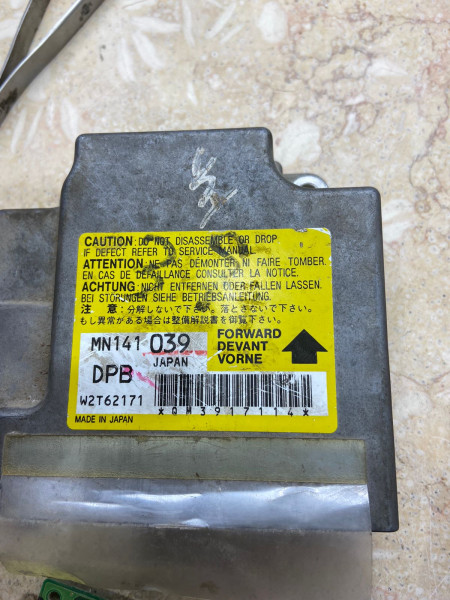 CAUTION: DO NOT DISASSEMBLE OR DROP
IF DEFECT REFER TO SERVICE MANUAL.
ATTENTION: NE PAS DÉMONTER NI FAIRE TOMBER.
EN CAS DE DÉFAILLANCE CONSULTER LA NOTICE.
ACHTUNG: NICHT ENTFERNEN ODER FALLEN LASSEN.
BEI STÖRUNGEN SIEHE BETRIEBSANLEITUNG.
注 意: 分解しないで下さい。落とさないで下さい。
もし異常がある場合は整備解説書を御覧下さい。
MN141 039
JAPAN
DPB
W2T62171
FORWARD
DEVANT
VORNE
*QM3917114*
MADE IN JAPAN